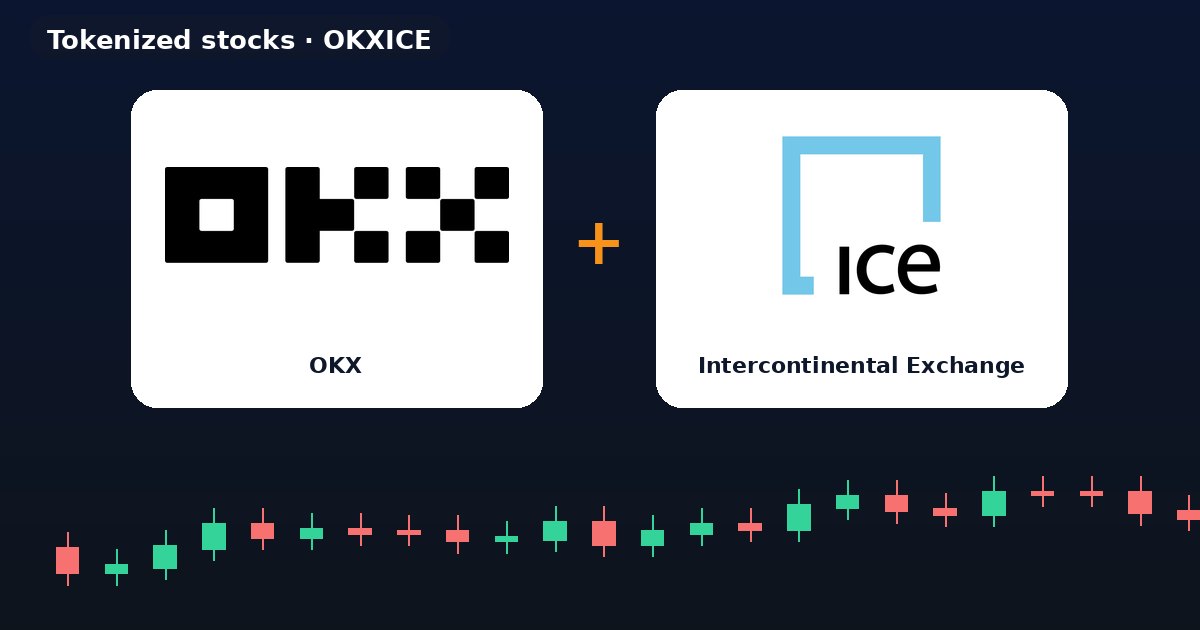 Tokenized stocks · OKXICE
OKX
+
ice
OKX
Intercontinental Exchange